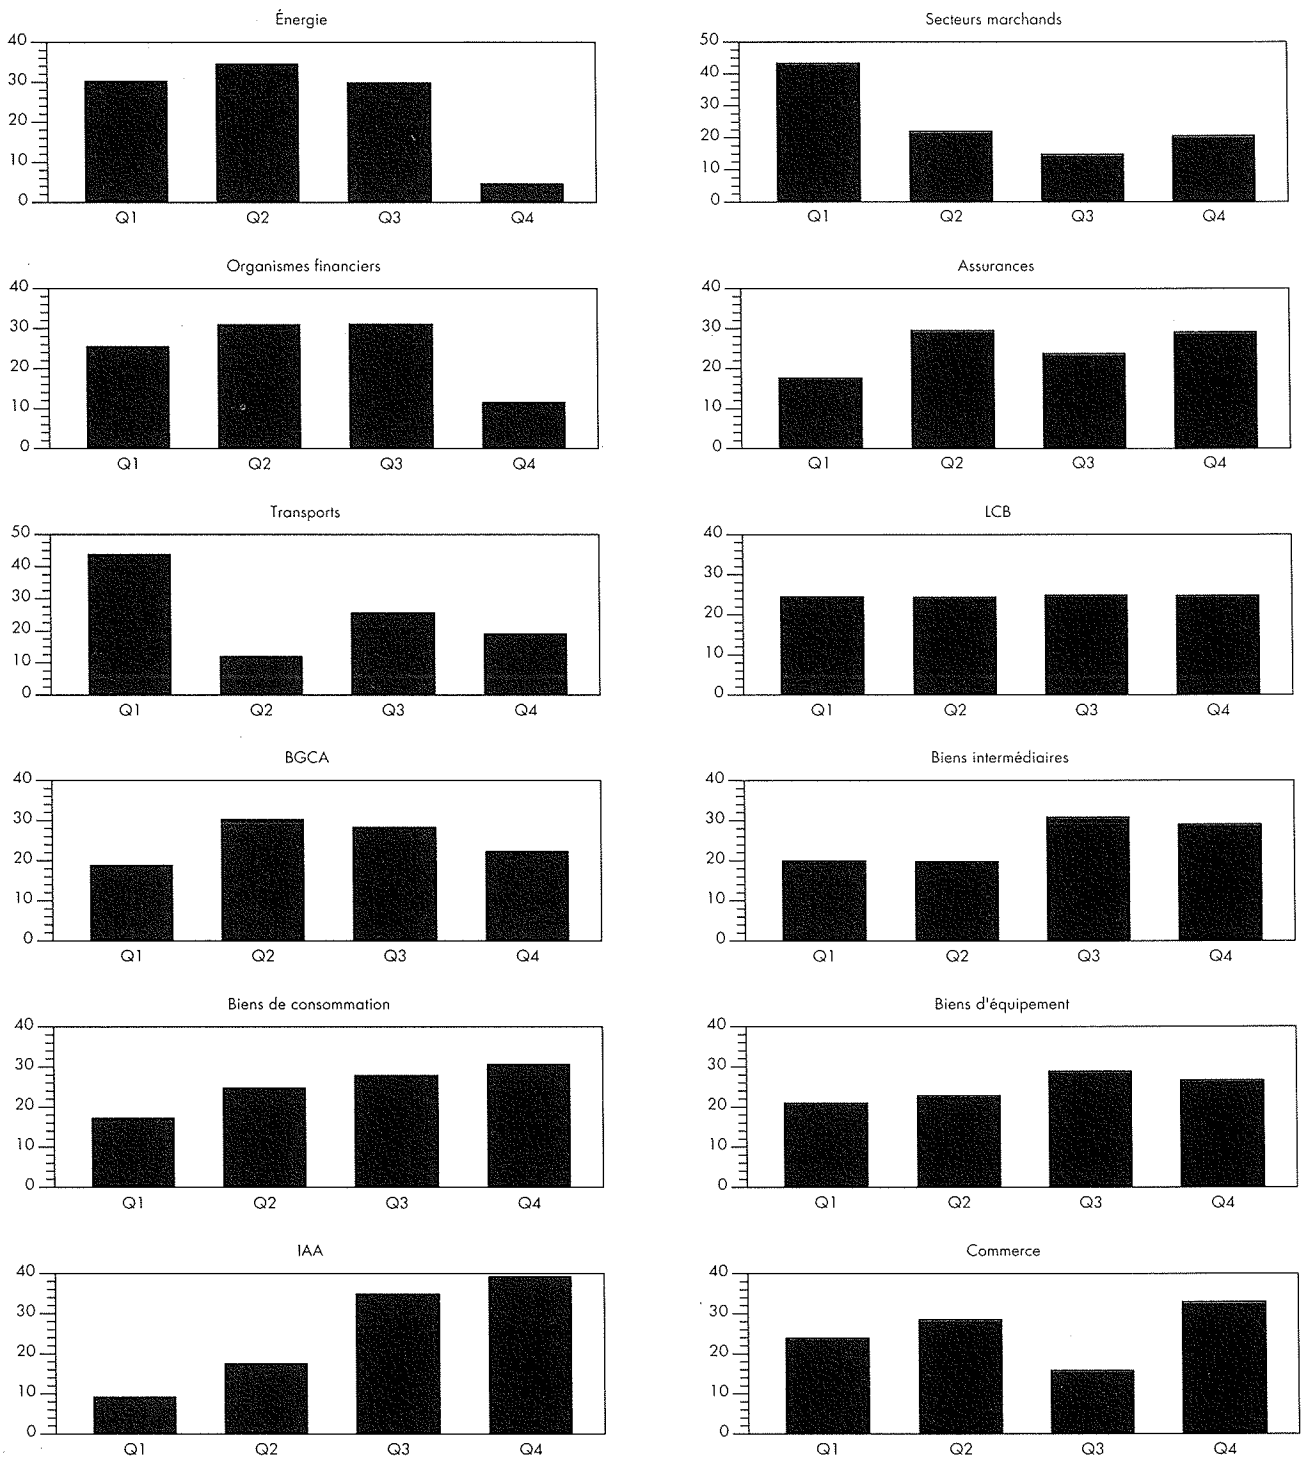 Énergie
40
30
20
10
0
Q1 Q2 Q3 Q4
Secteurs marchands
50
40
30
20
10
0
Q1 Q2 Q3 Q4
Organismes financiers
40
30
20
10
0
Q1 Q2 Q3 Q4
Assurances
40
30
20
10
0
Q1 Q2 Q3 Q4
Transports
50
40
30
20
10
0
Q1 Q2 Q3 Q4
LCB
40
30
20
10
0
Q1 Q2 Q3 Q4
BGCA
40
30
20
10
0
Q1 Q2 Q3 Q4
Biens intermédiaires
40
30
20
10
0
Q1 Q2 Q3 Q4
Biens de consommation
40
30
20
10
0
Q1 Q2 Q3 Q4
Biens d'équipement
40
30
20
10
0
Q1 Q2 Q3 Q4
IAA
40
30
20
10
0
Q1 Q2 Q3 Q4
Commerce
40
30
20
10
0
Q1 Q2 Q3 Q4